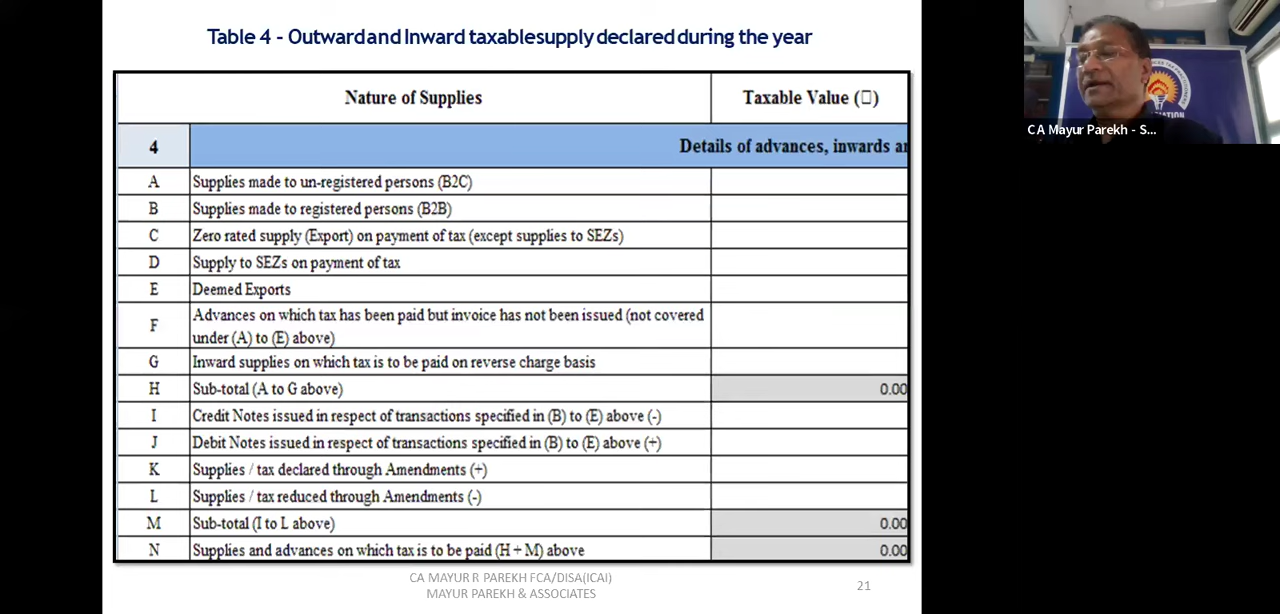 Table 4 - Outward and Inward taxable supply declared during the year
Nature of Supplies
Taxable Value (□)
4
Details of advances, inwards ar
A
Supplies made to un-registered persons (B2C)
B
Supplies made to registered persons (B2B)
C
Zero rated supply (Export) on payment of tax (except supplies to SEZs)
D
Supply to SEZs on payment of tax
E
Deemed Exports
F
Advances on which tax has been paid but invoice has not been issued (not covered
under (A) to (E) above)
G
Inward supplies on which tax is to be paid on reverse charge basis
H
Sub-total (A to G above)
0.00
I
Credit Notes issued in respect of transactions specified in (B) to (E) above (-)
J
Debit Notes issued in respect of transactions specified in (B) to (E) above (+)
K
Supplies / tax declared through Amendments (+)
L
Supplies / tax reduced through Amendments (-)
M
Sub-total (I to L above)
0.00
N
Supplies and advances on which tax is to be paid (H + M) above
0.00
CA MAYUR R PAREKH FCA/DISA(ICAI)
MAYUR PAREKH & ASSOCIATES
21
C A Mayur Parekh - S...